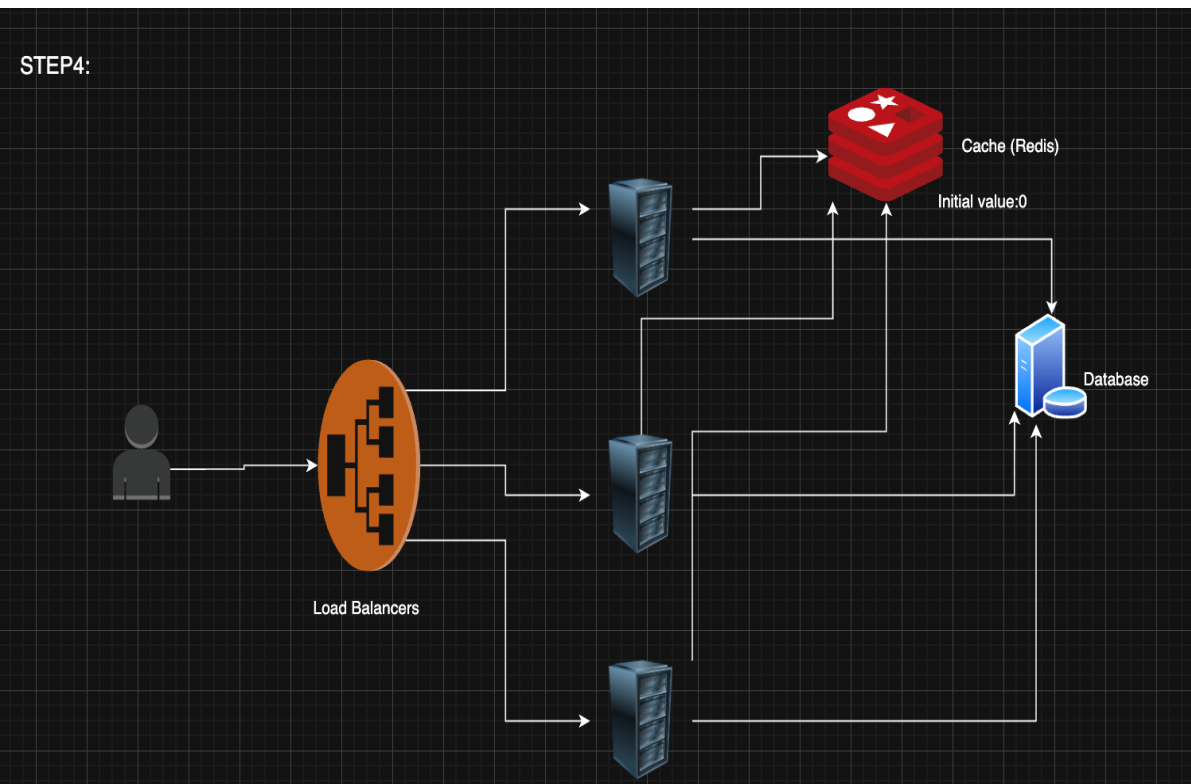 STEP4:
Cache (Redis)
Initial value:0
Database
Load Balancers